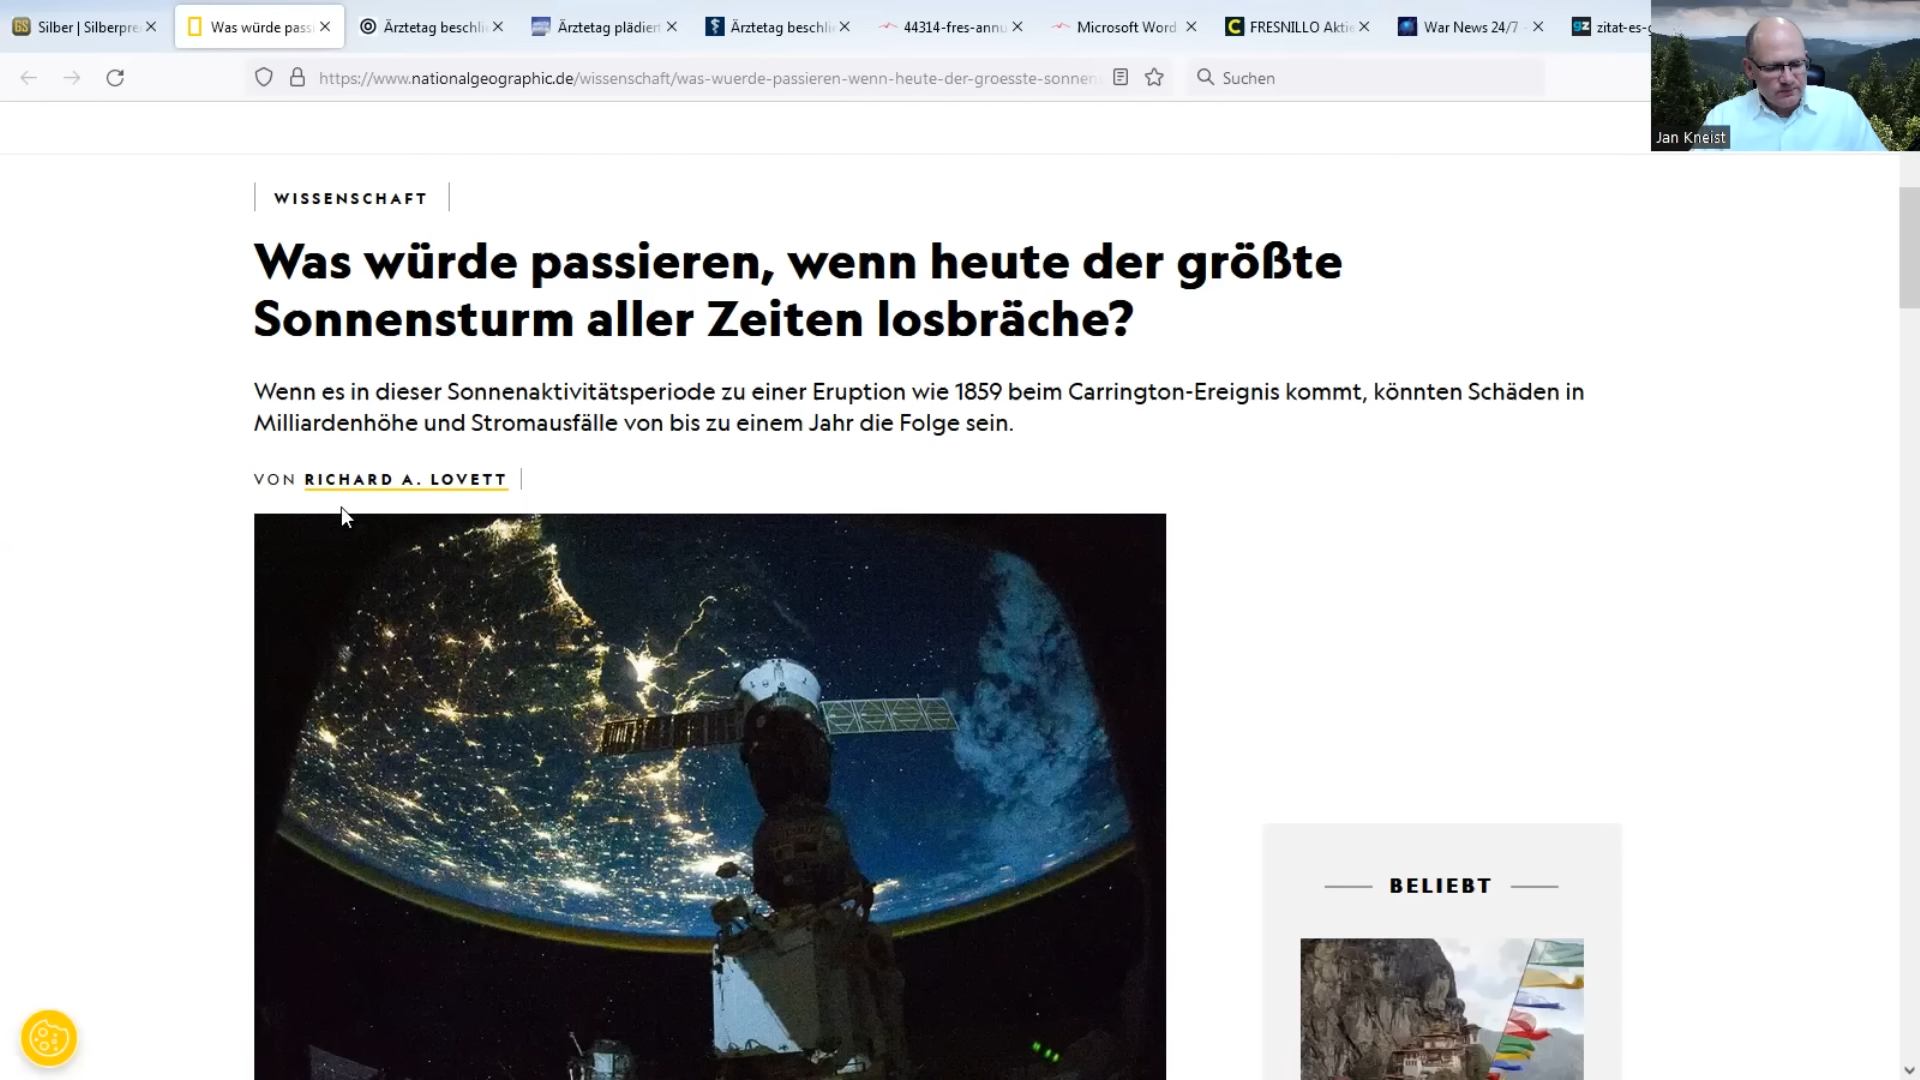 Silber | Silberpre
Was würde pass
Ärztetag beschli
Ärztetag plädiert
Ärztetag beschli
44314-fres-annu
Microsoft Word
FRESNILLO Aktie
War News 24/7 -
zitat-es-g
https://www.nationalgeographic.de/wissenschaft/was-wuerde-passieren-wenn-heute-der-groesste-sonnen
Suchen
Jan Kneist
WISSENSCHAFT
Was würde passieren, wenn heute der größte
Sonnensturm aller Zeiten losbräche?
Wenn es in dieser Sonnenaktivitätsperiode zu einer Eruption wie 1859 beim Carrington-Ereignis kommt, könnten Schäden in
Milliardenhöhe und Stromausfälle von bis zu einem Jahr die Folge sein.
VON RICHARD A. LOVETT
BELIEBT